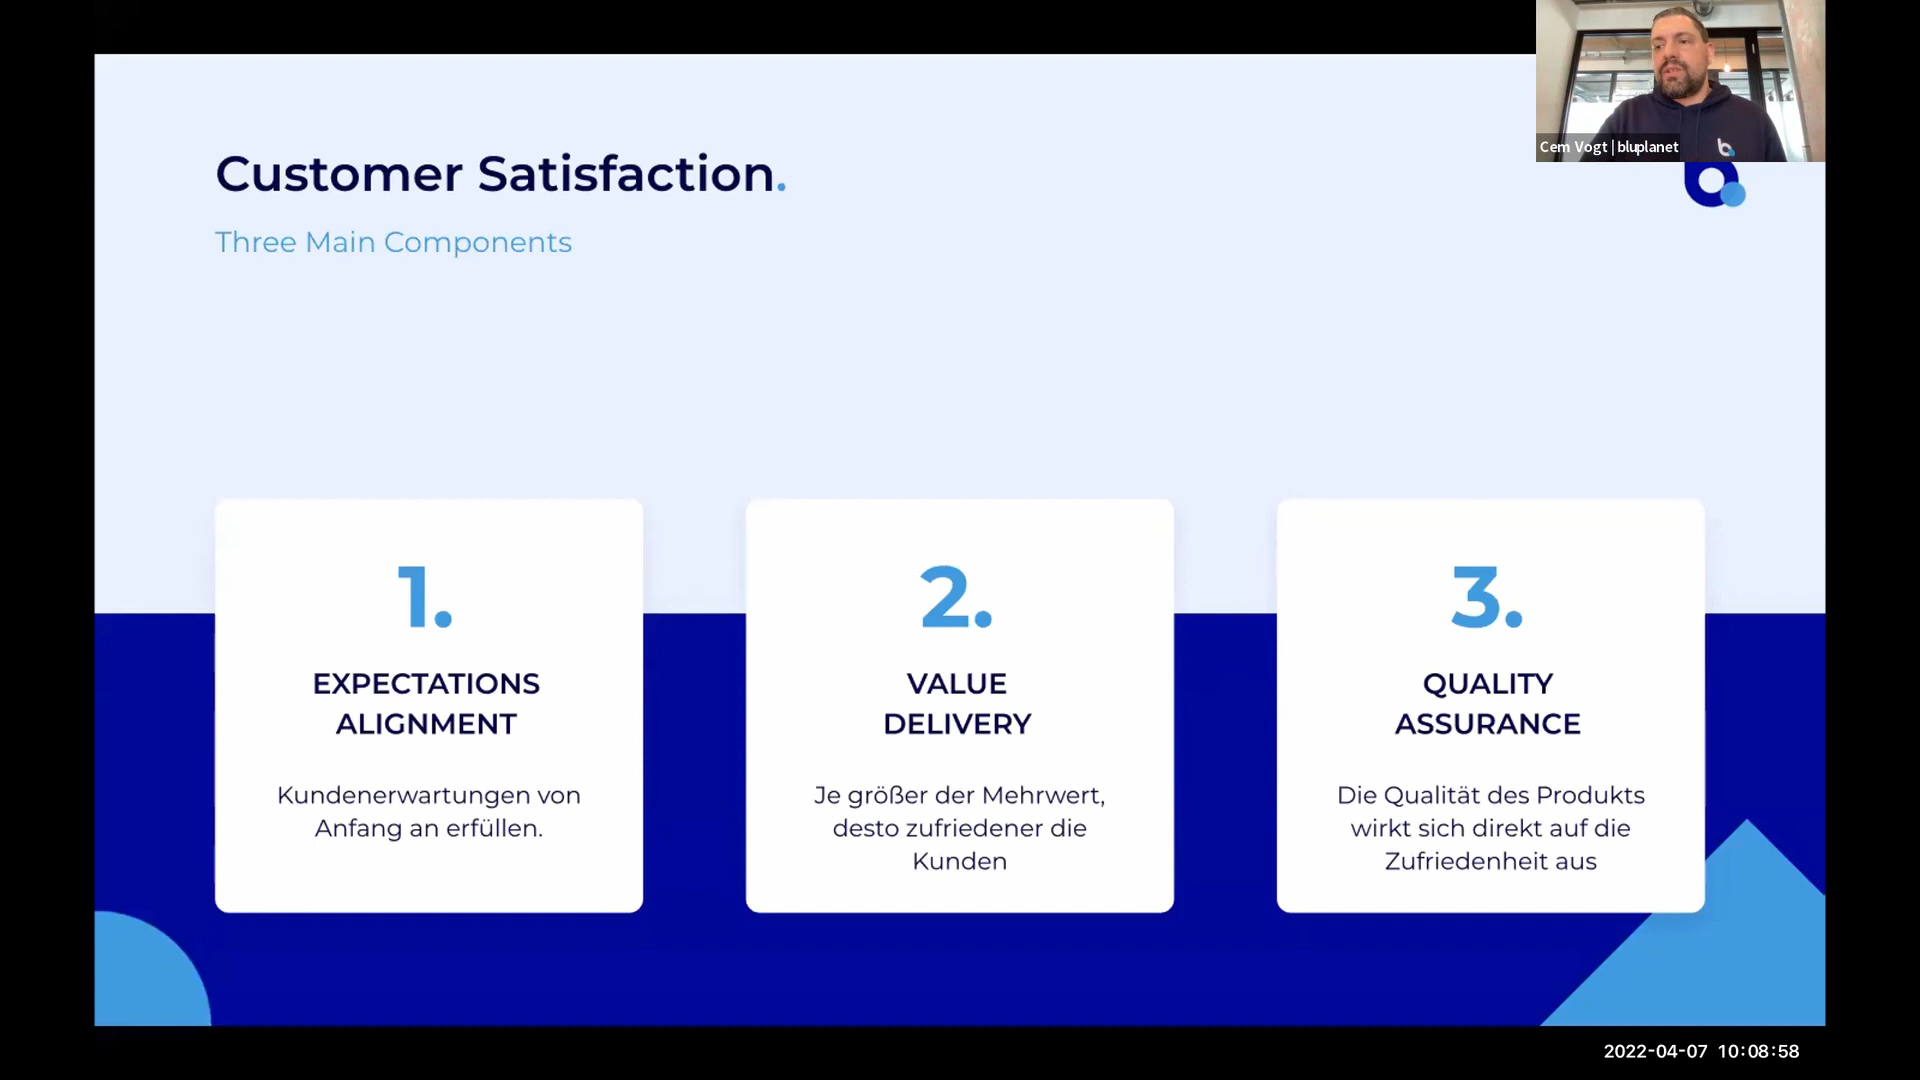 Cem Vogt | bluplanet
Customer Satisfaction.
Three Main Components
1.
EXPECTATIONS
ALIGNMENT
Kundenerwartungen von
Anfang an erfüllen.
2.
VALUE
DELIVERY
Je größer der Mehrwert,
desto zufriedener die
Kunden
3.
QUALITY
ASSURANCE
Die Qualität des Produkts
wirkt sich direkt auf die
Zufriedenheit aus
2022-04-07 10:08:58